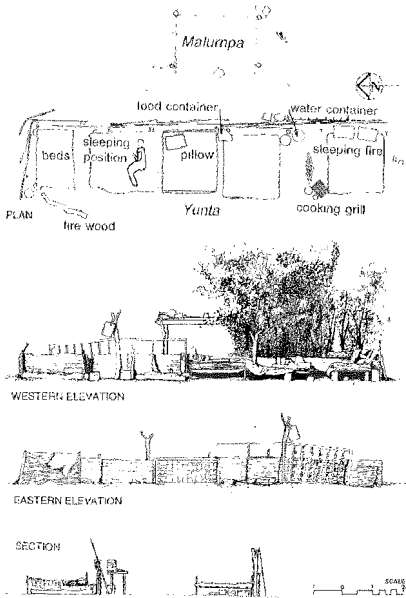 Malumpa
food container
water container
beds
sleeping
position
pillow
sleeping fire
PLAN
fire wood
Yunta
cooking grill
WESTERN ELEVATION
EASTERN ELEVATION
SECTION
SCALE